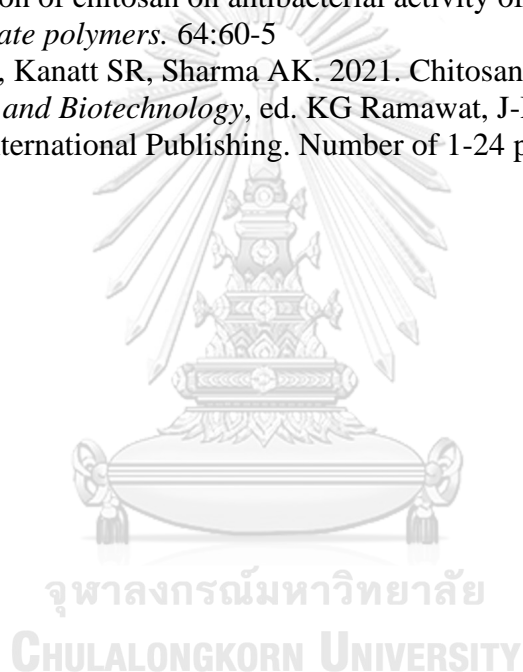 on of chitosan on antibacterial activity of
ate polymers. 64:60-5
, Kanatt SR, Sharma AK. 2021. Chitosan
and Biotechnology, ed. KG Ramawat, J-
nternational Publishing. Number of 1-24 p
จุฬาลงกรณ์มหาวิทยาลัย
CHULALONGKORN UNIVERSITY